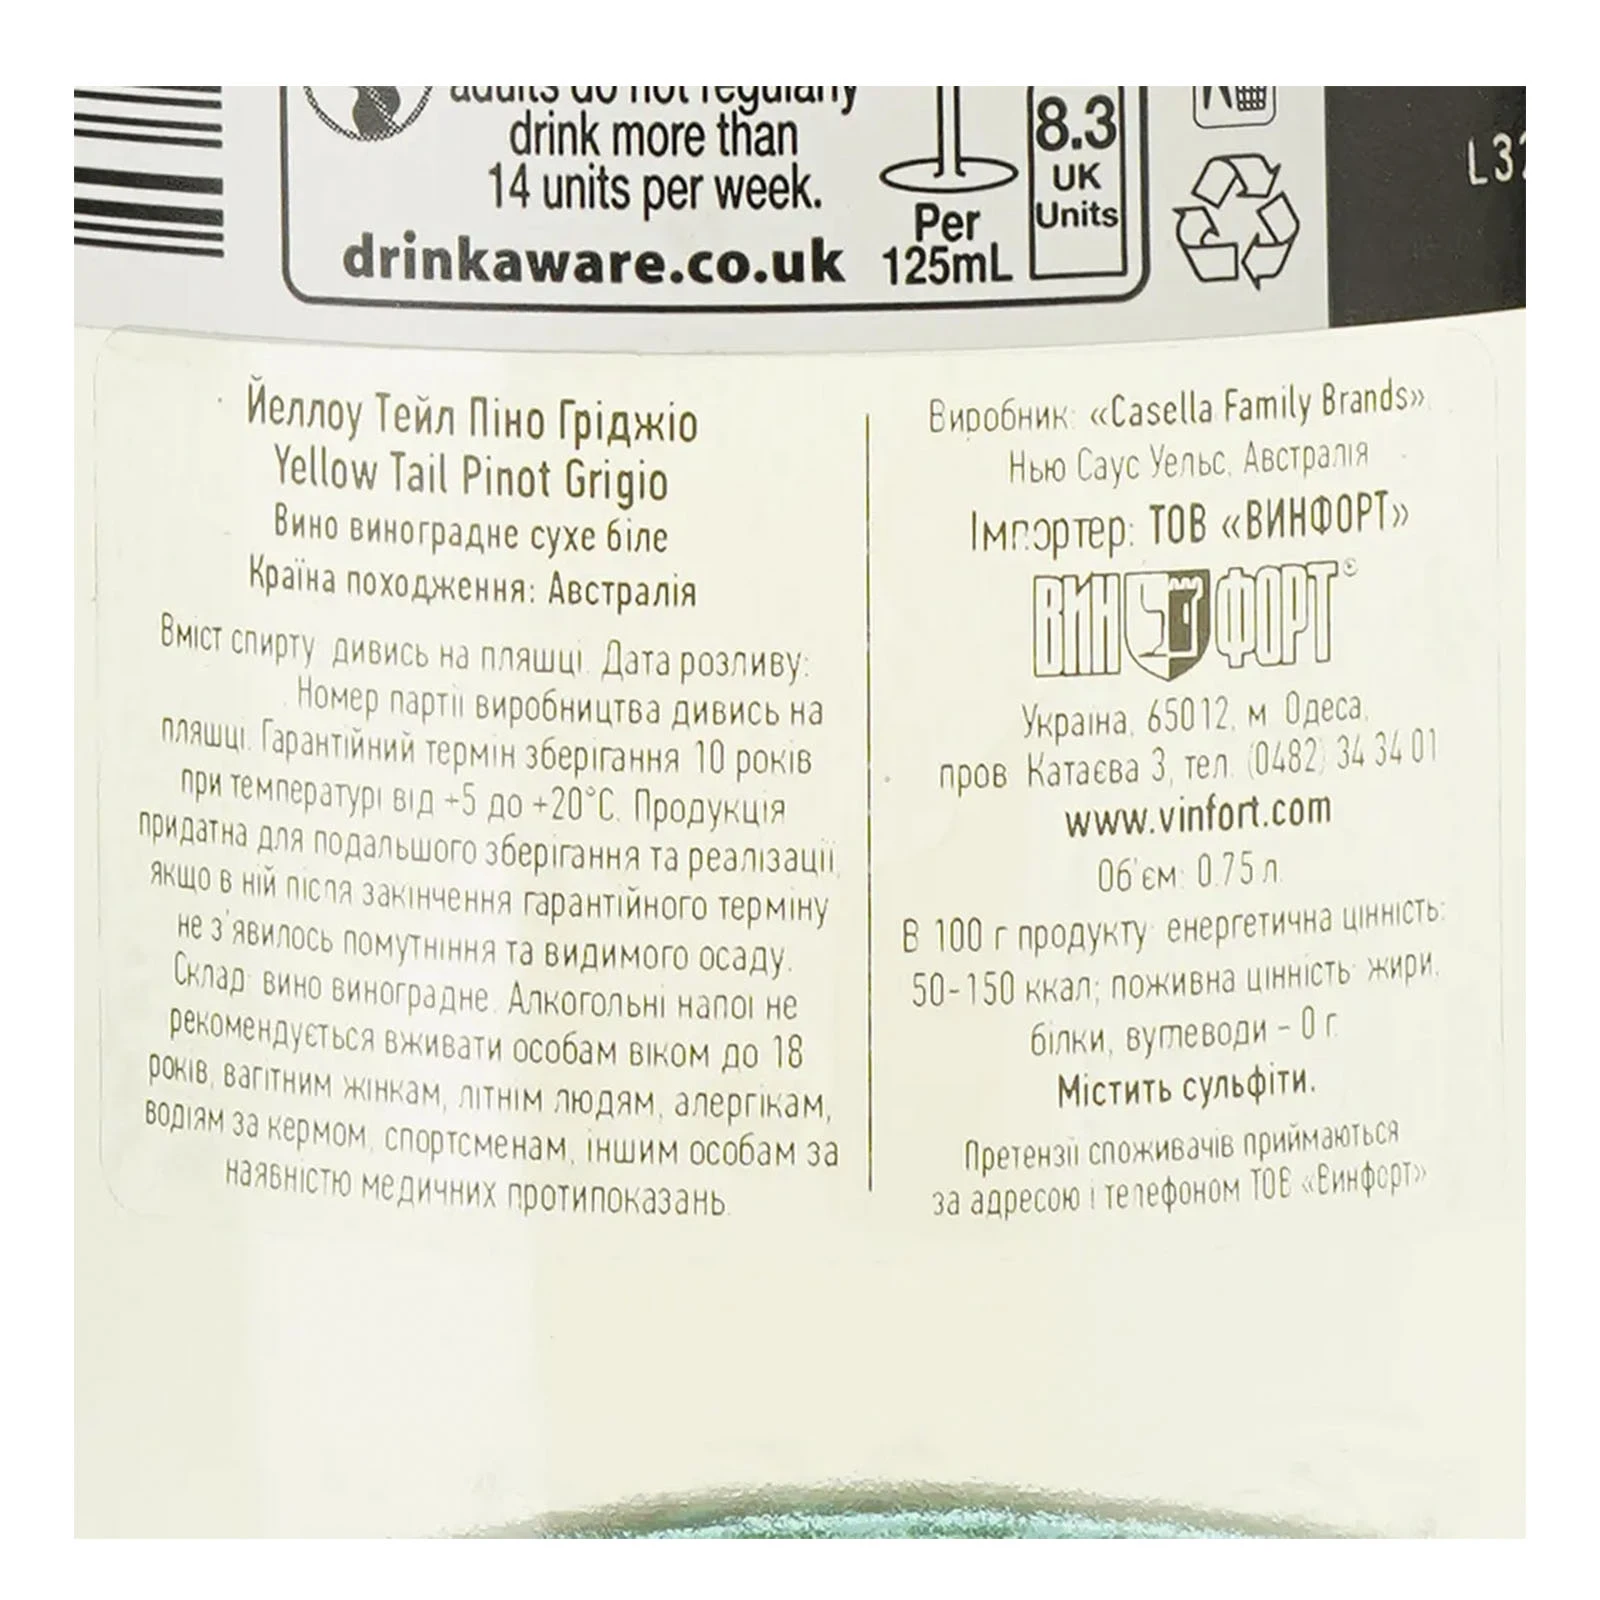 drink more than
14 units per week.
drinkaware.co.uk
Per
125mL
8.3
UK
Units
Йеллоу Тейл Піно Гріджіо
Yellow Tail Pinot Grigio
Вино виноградне сухе біле
Країна походження: Австралія
Вміст спирту дивись на пляшці. Дата розливу:
Номер партії виробництва дивись на
пляшці. Гарантійний термін зберігання 10 років
при температурі від +5 до +20°С. Продукція
придатна для подальшого зберігання та реалізації,
якщо в ній після закінчення гарантійного терміну
не з'явилось помутніння та видимого осаду.
Склад: вино виноградне. Алкогольні напої не
рекомендується вживати особам віком до 18
років, вагітним жінкам, літнім людям, алергікам,
водіям за кермом, спортсменам, іншим особам за
наявністю медичних протипоказань.
Виробник: «Casella Family Brands»,
Нью Саус Уельс, Австралія
Імпортер: ТОВ «ВИНФОРТ»
ВИН ФОРТ®
Україна, 65012, м. Одеса,
пров. Катаєва 3, тел. (0482) 34 34 01
www.vinfort.com
Об'єм: 0.75 л.
В 100 г продукту: енергетична цінність:
50-150 ккал; поживна цінність: жири,
білки, вуглеводи - 0 г.
Містить сульфіти.
Претензії споживачів приймаються
за адресою і телефоном ТОВ «Винфорт»